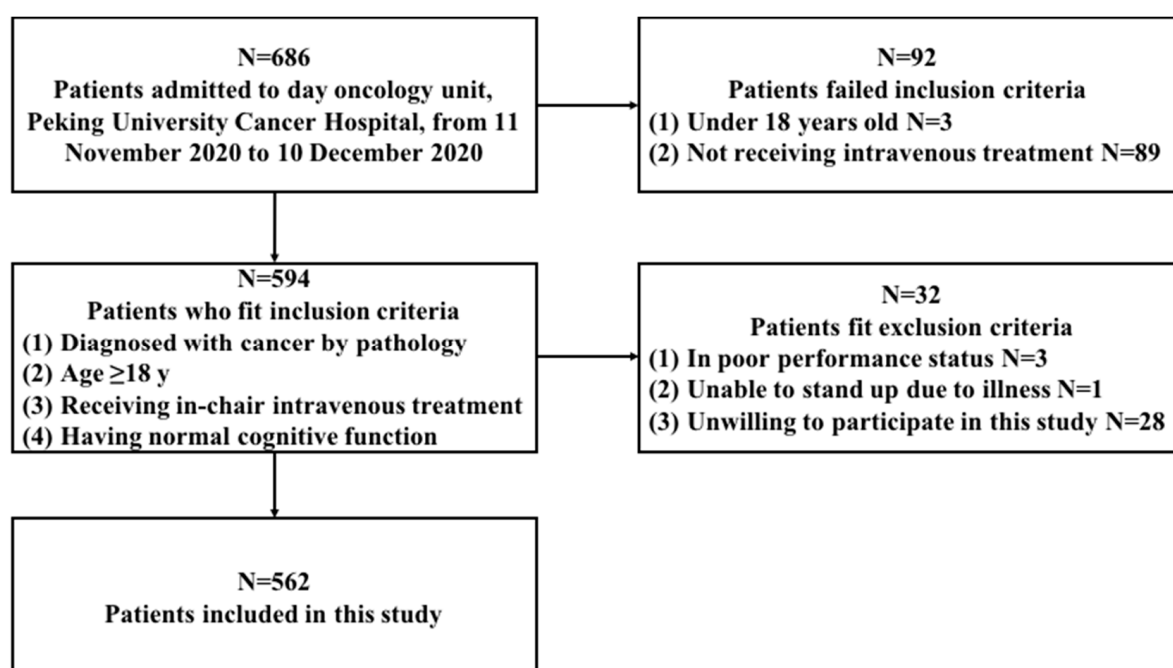 N=686
Patients admitted to day oncology unit,
Peking University Cancer Hospital, from 11
November 2020 to 10 December 2020
N=92
Patients failed inclusion criteria
(1) Under 18 years old N=3
(2) Not receiving intravenous treatment N=89
N=594
Patients who fit inclusion criteria
(1) Diagnosed with cancer by pathology
(2) Age ≥18 y
(3) Receiving in-chair intravenous treatment
(4) Having normal cognitive function
N=32
Patients fit exclusion criteria
(1) In poor performance status N=3
(2) Unable to stand up due to illness N=1
(3) Unwilling to participate in this study N=28
N=562
Patients included in this study